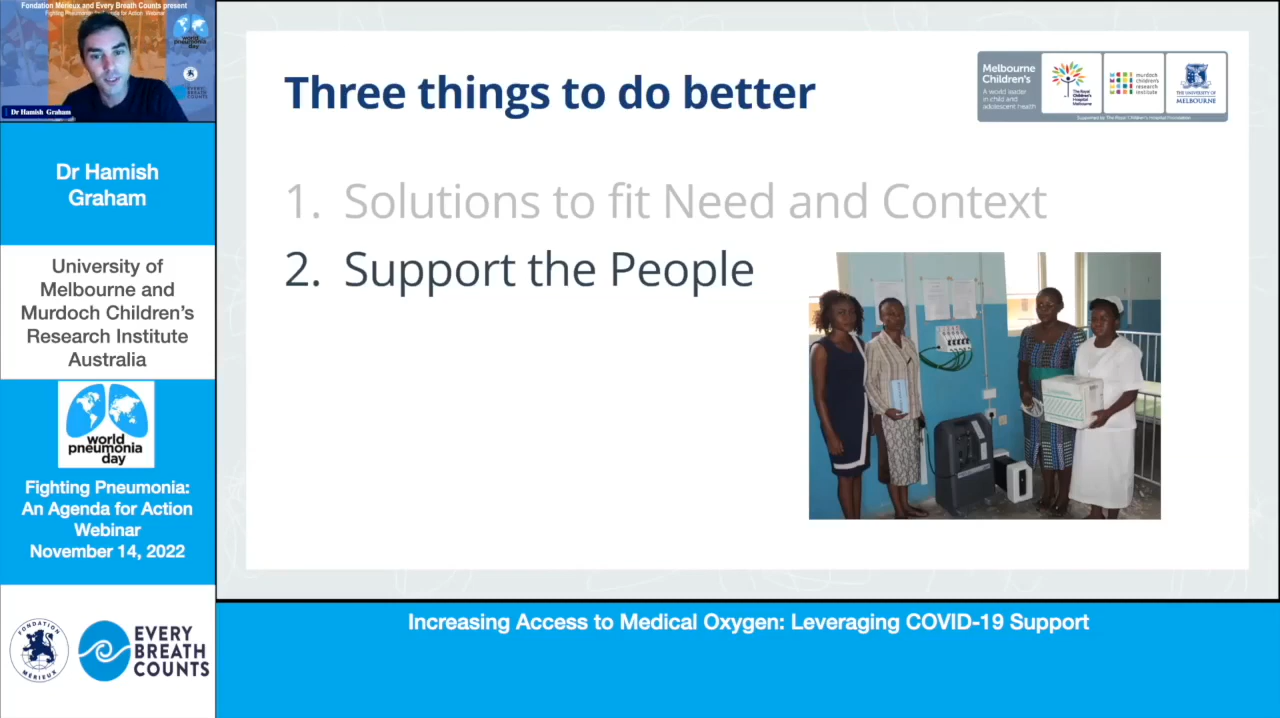 Fondation Mérieux and Every Breath Counts present
Fighting Pneumonia: An Agenda for Action Webinar
world
pneumonia
day
EVERY
BREATH
COUNTS
Dr Hamish Graham
Dr Hamish
Graham
University of
Melbourne and
Murdoch Children's
Research Institute
Australia
world
pneumonia
day
Fighting Pneumonia:
An Agenda for Action
Webinar
November 14, 2022
FONDATION
MÉRIEUX
EVERY
BREATH
COUNTS
Three things to do better
Melbourne
Children's
A world leader
in child and
adolescent health
The Royal
Children's
Hospital
Melbourne
murdoch
children's
research
institute
THE UNIVERSITY OF
MELBOURNE
Supported by The Royal Children's Hospital Foundation
1. Solutions to fit Need and Context
2. Support the People
Increasing Access to Medical Oxygen: Leveraging COVID-19 Support